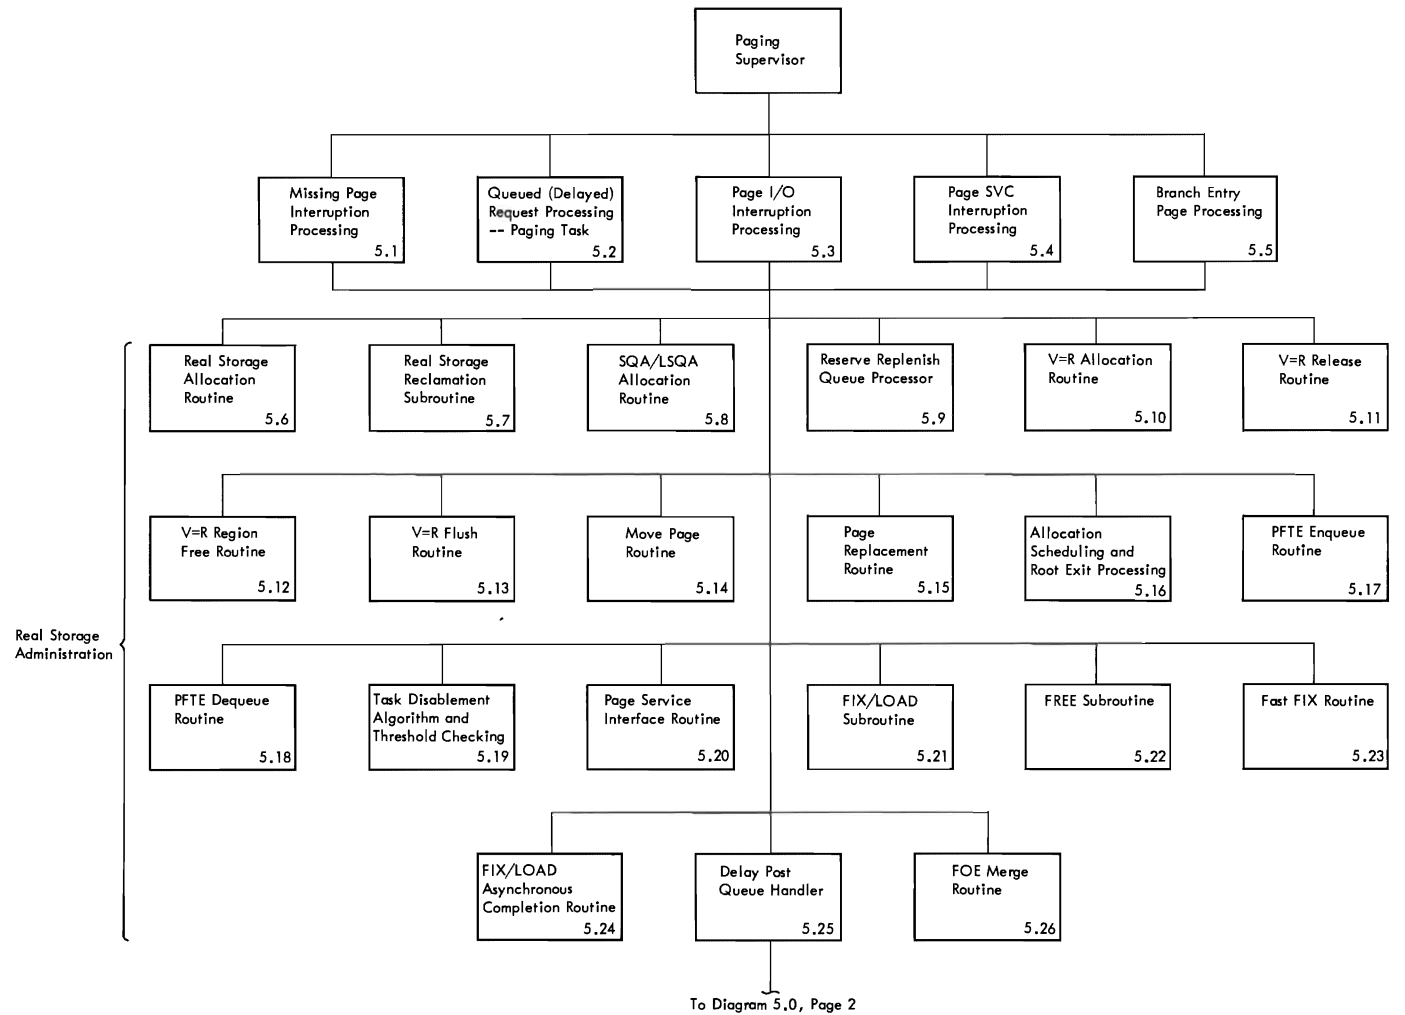 Paging
Supervisor
Missing Page
Interruption
Processing
5.1
Queued (Delayed)
Request Processing
-- Paging Task
5.2
Page I/O
Interruption
Processing
5.3
Page SVC
Interruption
Processing
5.4
Branch Entry
Page Processing
5.5
Real Storage
Administration
Real Storage
Allocation
Routine
5.6
Real Storage
Reclamation
Subroutine
5.7
SQA/LSQA
Allocation
Routine
5.8
Reserve Replenish
Queue Processor
5.9
V=R Allocation
Routine
5.10
V=R Release
Routine
5.11
V=R Region
Free Routine
5.12
V=R Flush
Routine
5.13
Move Page
Routine
5.14
Page
Replacement
Routine
5.15
Allocation
Scheduling and
Root Exit Processing
5.16
PFTE Enqueue
Routine
5.17
PFTE Dequeue
Routine
5.18
Task Disablement
Algorithm and
Threshold Checking
5.19
Page Service
Interface Routine
5.20
FIX/LOAD
Subroutine
5.21
FREE Subroutine
5.22
Fast FIX Routine
5.23
FIX/LOAD
Asynchronous
Completion Routine
5.24
Delay Post
Queue Handler
5.25
FOE Merge
Routine
5.26
To Diagram 5.0, Page 2